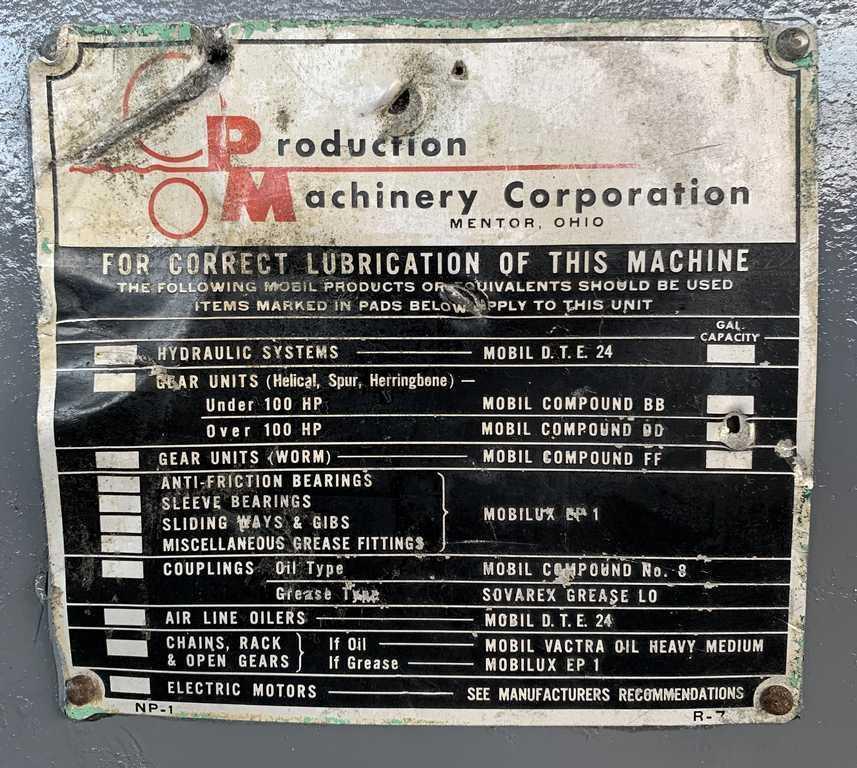 Production
Machinery Corporation
MENTOR, OHIO
FOR CORRECT LUBRICATION OF THIS MACHINE
THE FOLLOWING MOBIL PRODUCTS OR EQUIVALENTS SHOULD BE USED
ITEMS MARKED IN PADS BELOW APPLY TO THIS UNIT
GAL.
CAPACITY
HYDRAULIC SYSTEMS MOBIL D. T. E. 24
GEAR UNITS (Helical, Spur, Herringbone) —
Under 100 HP MOBIL COMPOUND BB
Over 100 HP MOBIL COMPOUND DD
GEAR UNITS (WORM) MOBIL COMPOUND FF
ANTI-FRICTION BEARINGS
SLEEVE BEARINGS
SLIDING WAYS & GIBS
MISCELLANEOUS GREASE FITTINGS
MOBILUX EP 1
COUPLINGS Oil Type MOBIL COMPOUND No. 8
Grease Type SOVAREX GREASE LO
AIR LINE OILERS MOBIL D. T. E. 24
CHAINS, RACK If Oil MOBIL VACTRA OIL HEAVY MEDIUM
& OPEN GEARS If Grease MOBILUX EP 1
ELECTRIC MOTORS SEE MANUFACTURERS RECOMMENDATIONS
NP-1 R-7